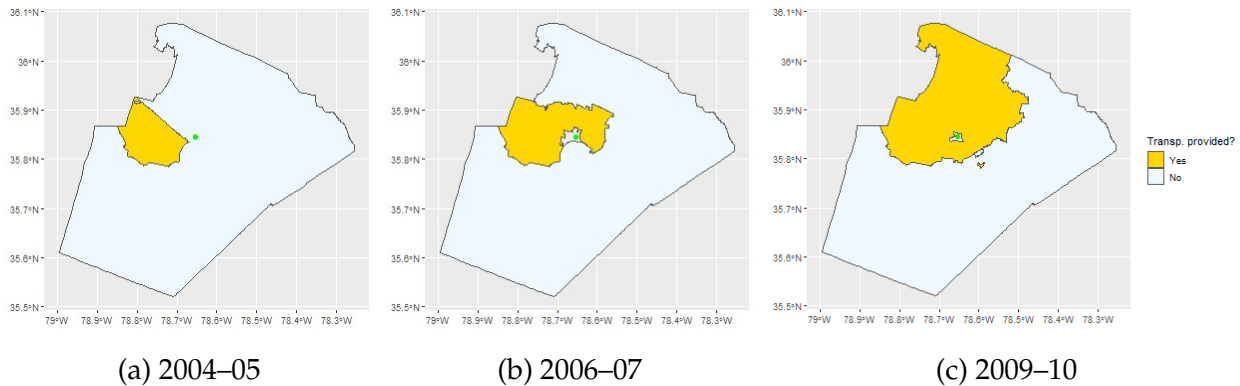 36.1°N
36°N
35.9°N
35.8°N
35.7°N
35.6°N
35.5°N
79°W 78.9°W 78.8°W 78.7°W 78.6°W 78.5°W 78.4°W 78.3°W
(a) 2004–05
36.1°N
36°N
35.9°N
35.8°N
35.7°N
35.6°N
35.5°N
79°W 78.9°W 78.8°W 78.7°W 78.6°W 78.5°W 78.4°W 78.3°W
(b) 2006–07
36.1°N
36°N
35.9°N
35.8°N
35.7°N
35.6°N
35.5°N
79°W 78.9°W 78.8°W 78.7°W 78.6°W 78.5°W 78.4°W 78.3°W
(c) 2009–10
Transp. provided?
Yes
No